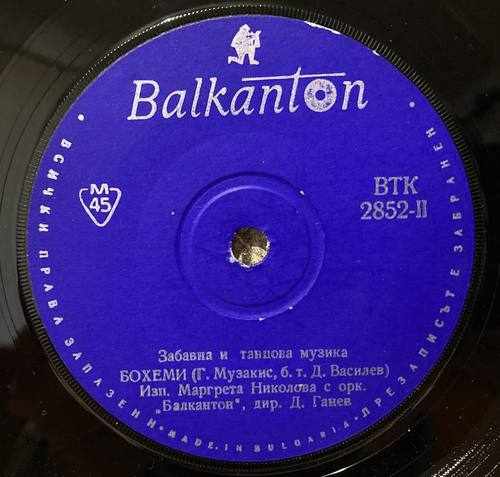 Balkanton
М
45
ВТК
2852-II
Забавна и танцова музика
БОХЕМИ (Г. Музакис, б. т. Д. Василев)
Изп. Маргрета Николова с орк.
„Балкантон", дир. Д. Ганев
• ВСИЧКИ ПРАВА ЗАПАЗЕНИ • MADE IN BULGARIA • ПРЕЗАПИСЪТ Е ЗАБРАНЕН •